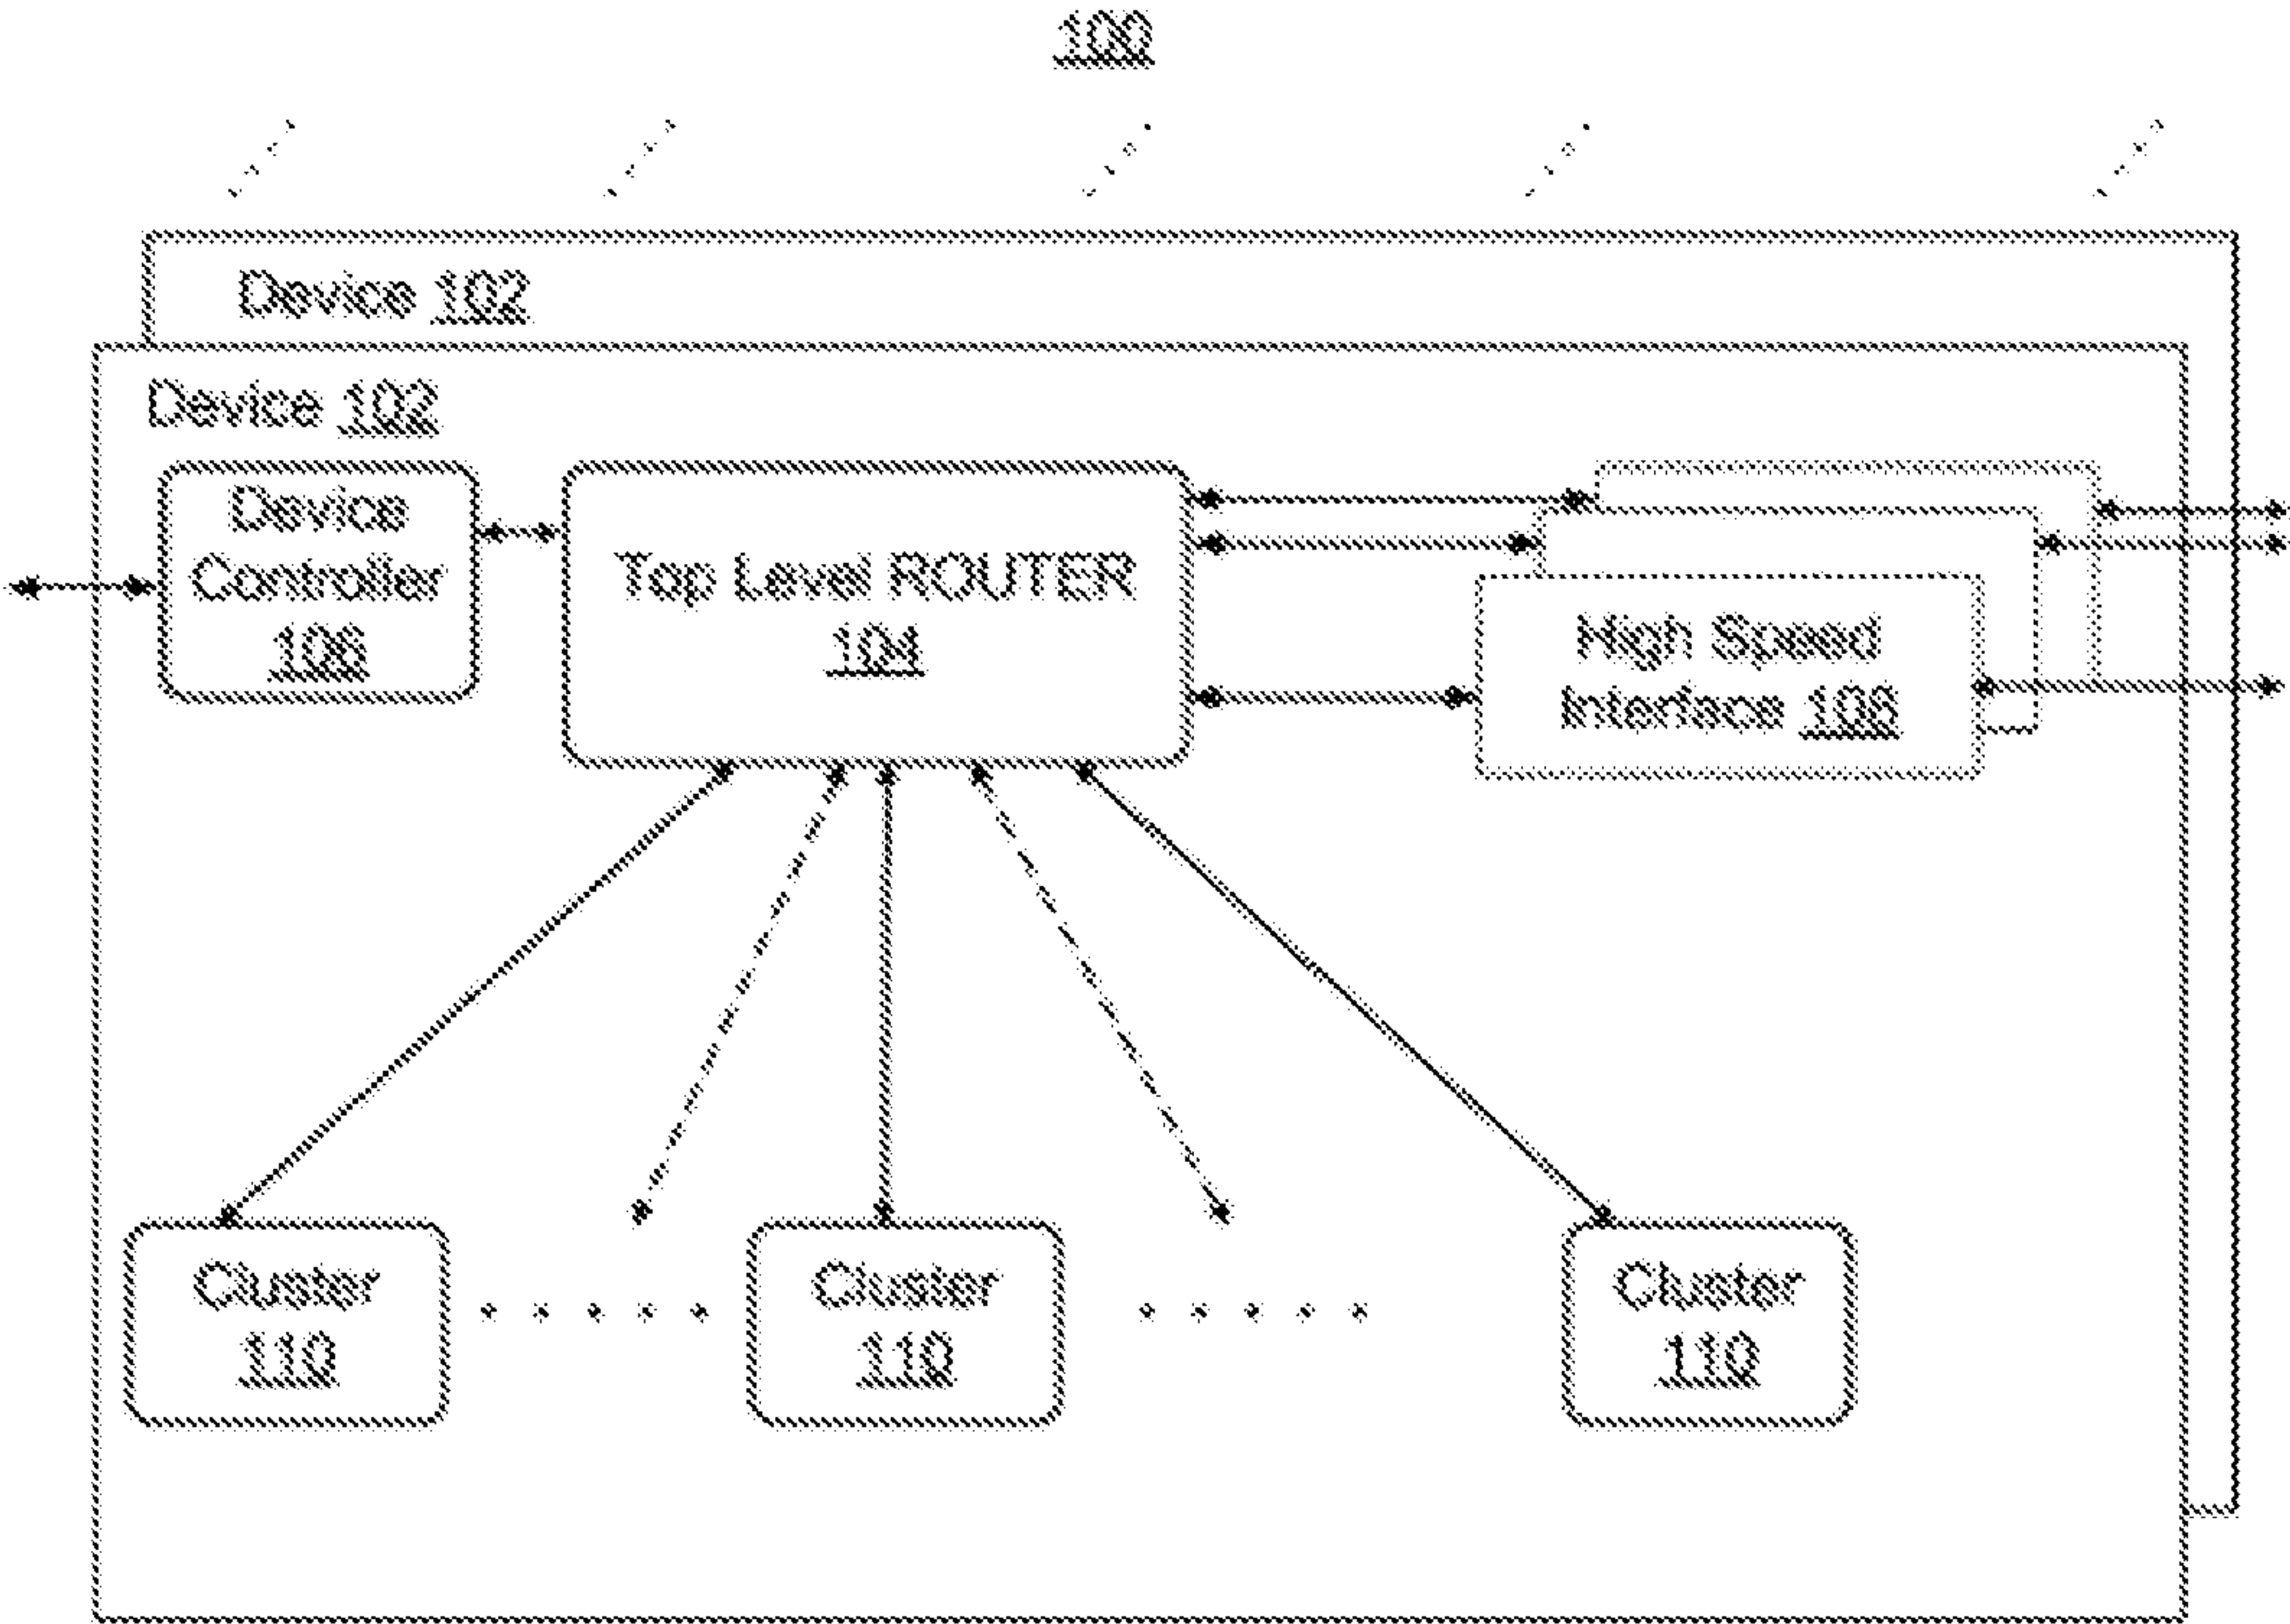 100
Device 102
Device 102
Device
Controller
106
Top Level ROUTER
104
High Speed
Interface 108
Cluster
110
Cluster
110
Cluster
110